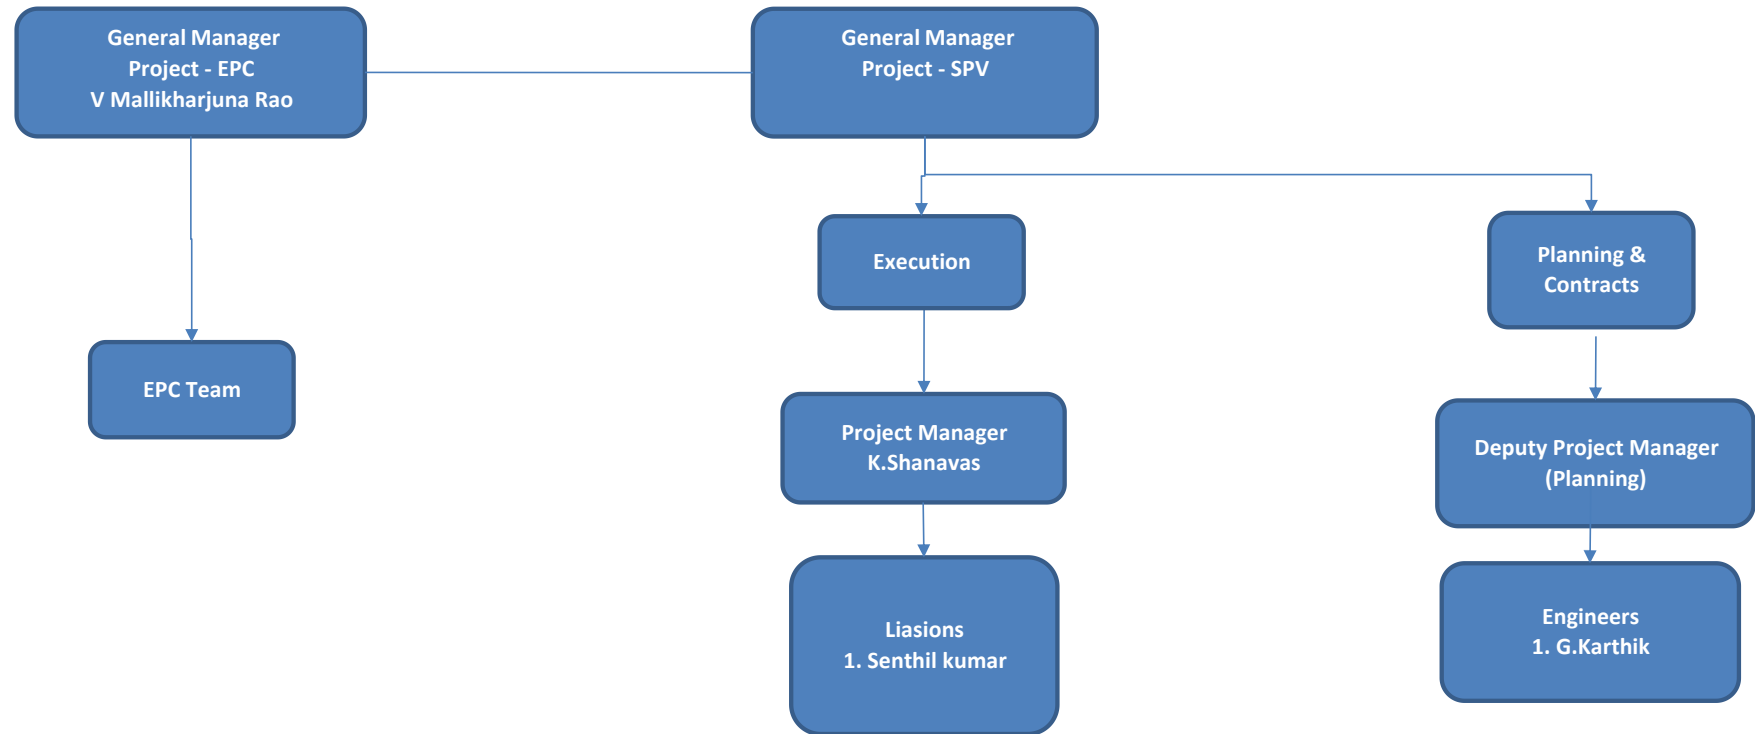 General Manager
Project - EPC
V Mallikharjuna Rao
General Manager
Project - SPV
Execution
Planning &
Contracts
EPC Team
Project Manager
K.Shanavas
Deputy Project Manager
(Planning)
Liasions
1. Senthil kumar
Engineers
1. G.Karthik